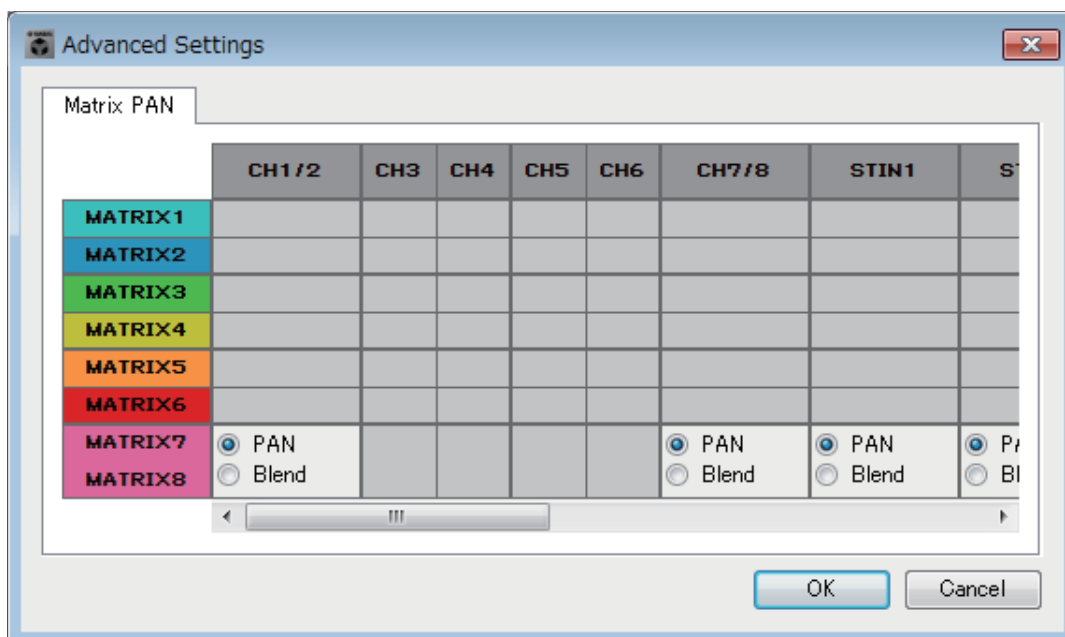 Advanced Settings
Matrix PAN
CH1/2 CH3 CH4 CH5 CH6 CH7/8 STIN1
MATRIX1
MATRIX2
MATRIX3
MATRIX4
MATRIX5
MATRIX6
MATRIX7 PAN PAN PAN
MATRIX8 Blend Blend Blend
OK Cancel